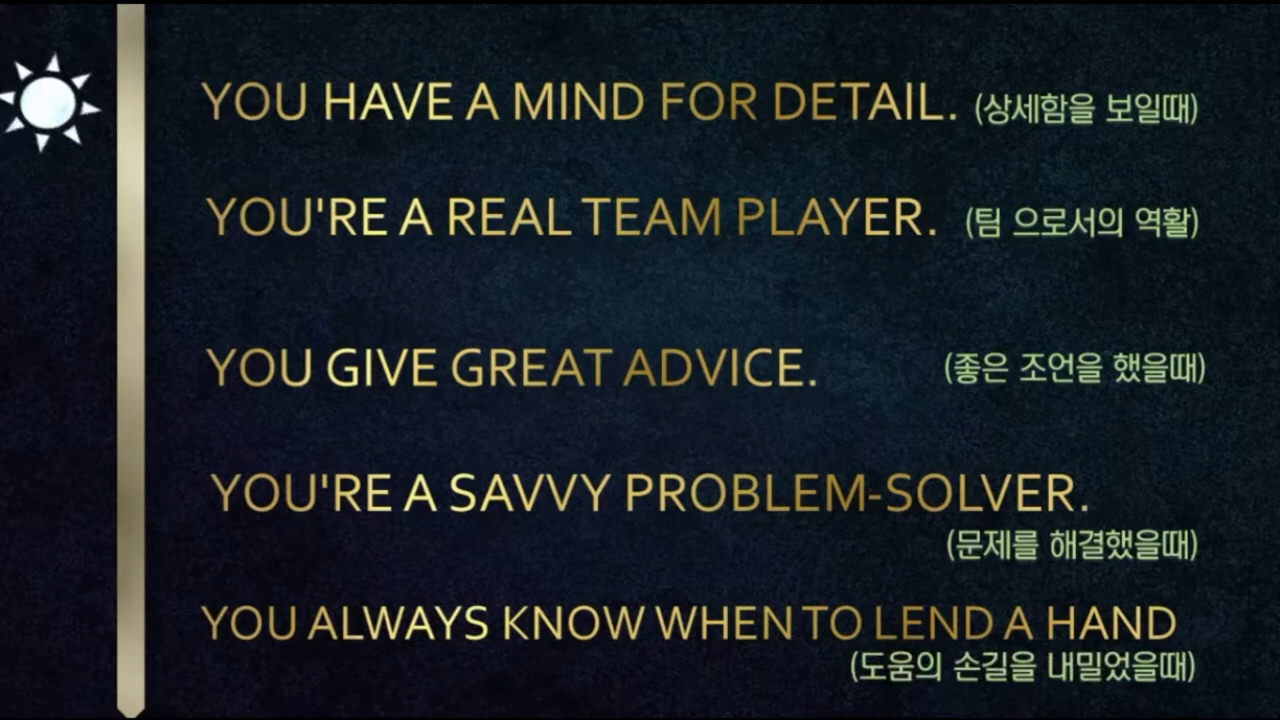 YOU HAVE A MIND FOR DETAIL. (상세함을 보일때)
YOU'RE A REAL TEAM PLAYER. (팀 으로서의 역활)
YOU GIVE GREAT ADVICE. (좋은 조언을 했을때)
YOU'RE A SAVVY PROBLEM-SOLVER.
(문제를 해결했을때)
YOU ALWAYS KNOW WHEN TO LEND A HAND
(도움의 손길을 내밀었을때)